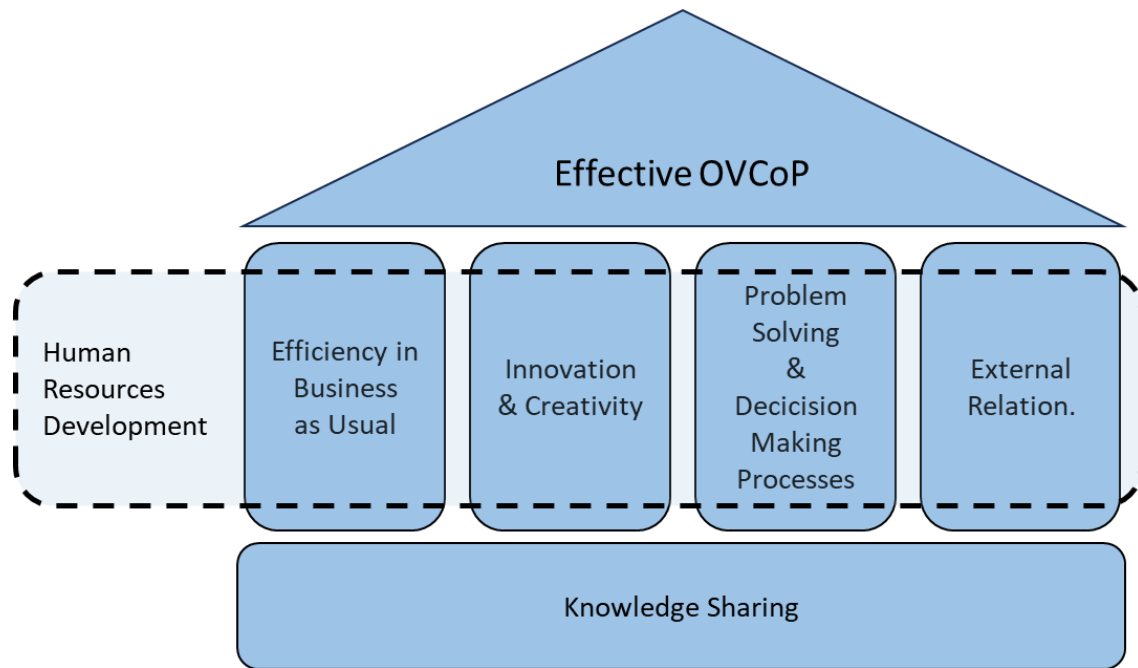 Effective OVCoP
Human
Resources
Development
Efficiency in
Business
as Usual
Innovation
& Creativity
Problem
Solving
&
Decicision
Making
Processes
External
Relation.
Knowledge Sharing